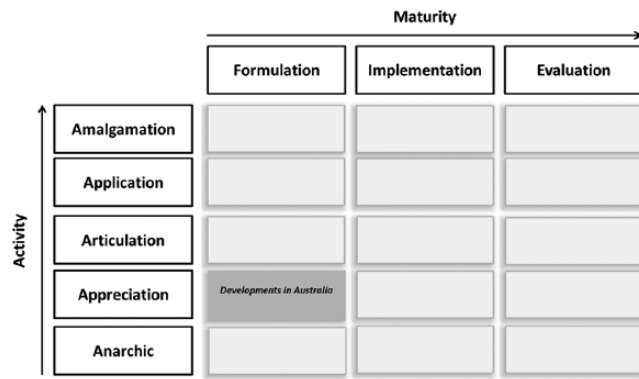 Maturity
Formulation
Implementation
Evaluation
Activity
Amalgamation
Application
Articulation
Appreciation
Developments in Australia
Anarchic